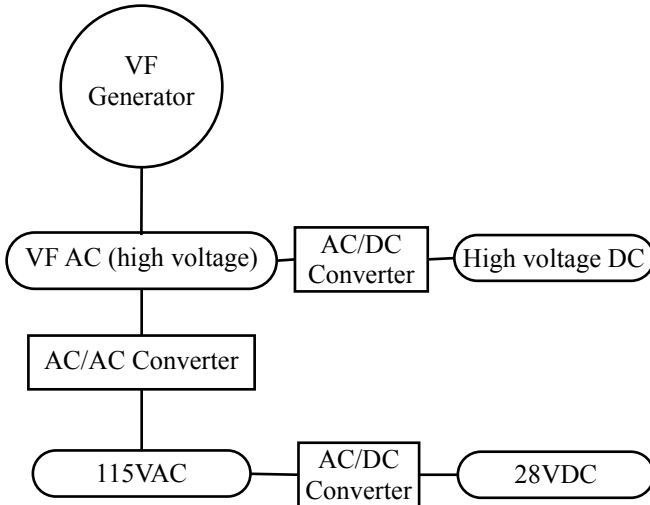 VF
Generator
VF AC (high voltage)
AC/DC
Converter
High voltage DC
AC/AC Converter
115VAC
AC/DC
Converter
28VDC